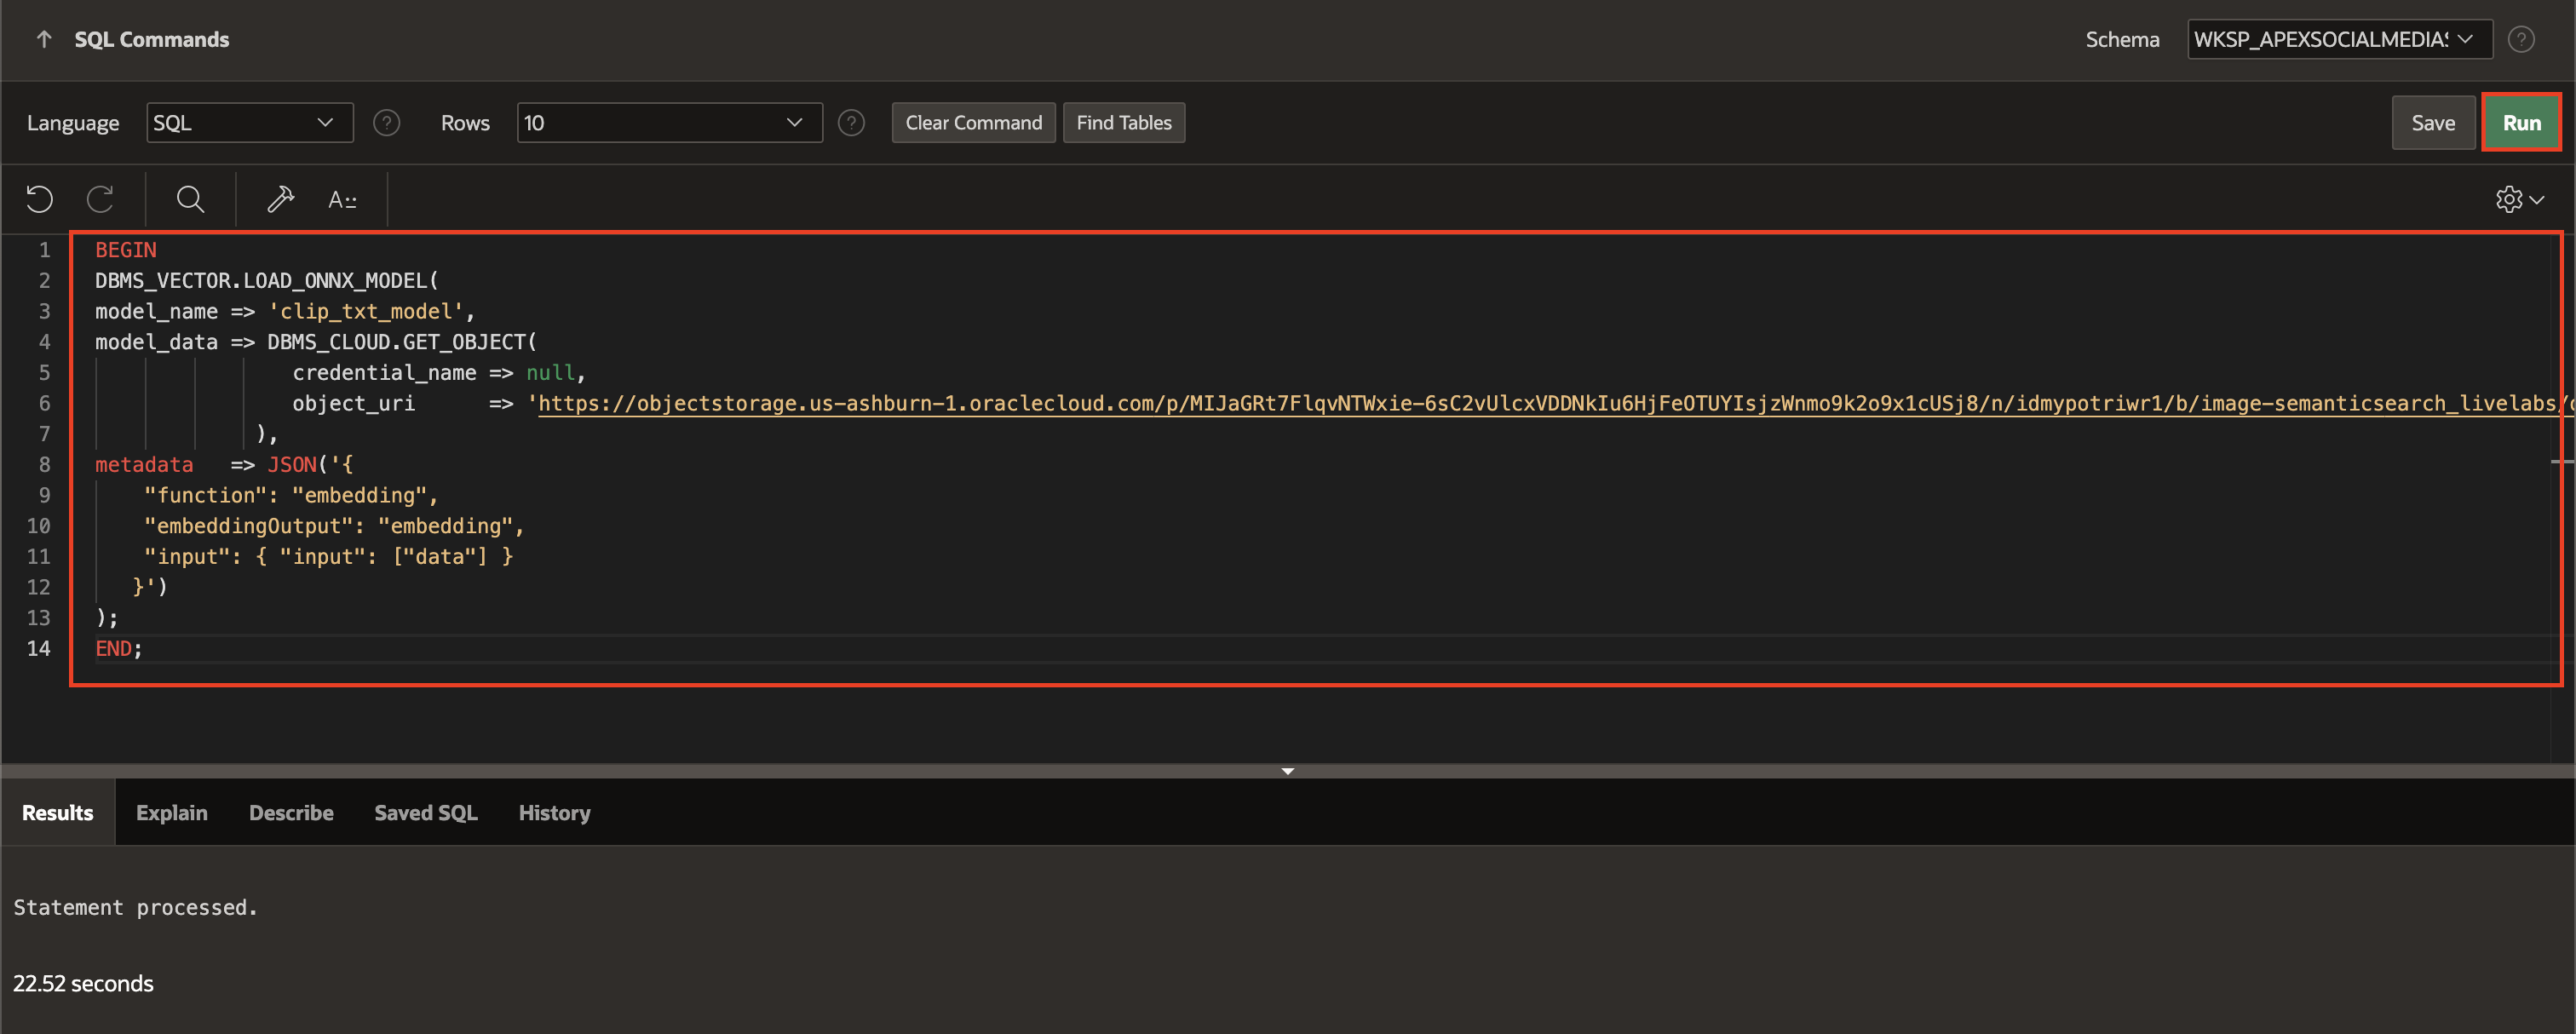 SQL Commands
Schema WKSP_APEXSOCIALMEDIA
Language SQL Rows 10 Clear Command Find Tables Save Run
1 BEGIN
2 DBMS_VECTOR.LOAD_ONNX_MODEL(
3 model_name => 'clip_txt_model',
4 model_data => DBMS_CLOUD.GET_OBJECT(
5 credential_name => null,
6 object_uri => 'https://objectstorage.us-ashburn-1.oraclecloud.com/p/MIJaGRt7FlqvNTWxie-6sC2vUlcxVDDNkIu6HjFeOTUYIsjzWnmo9k2o9x1cUSj8/n/idmypotriwr1/b/image-semanticsearch_livelabs/
7 ),
8 metadata => JSON('{
9 "function": "embedding",
10 "embeddingOutput": "embedding",
11 "input": { "input": ["data"] }
12 }')
13 );
14 END;
Results Explain Describe Saved SQL History
Statement processed.
22.52 seconds